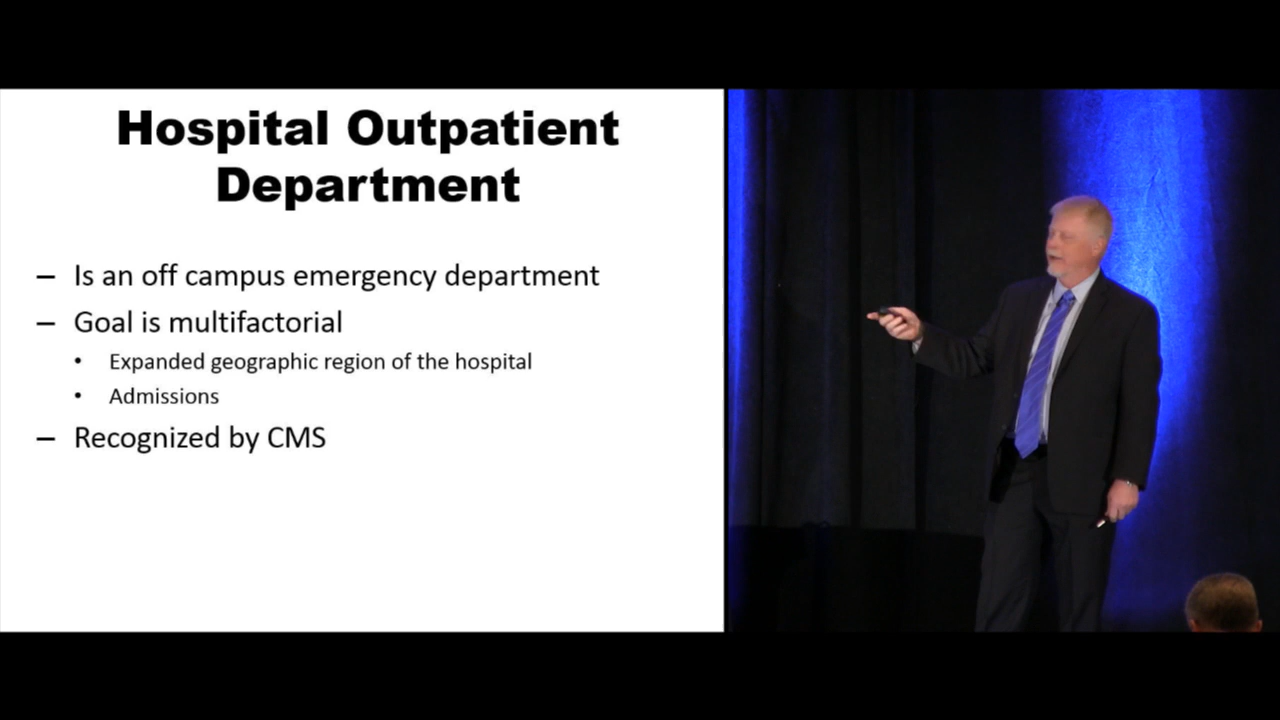 Hospital Outpatient
Department
– Is an off campus emergency department
– Goal is multifactorial
• Expanded geographic region of the hospital
• Admissions
– Recognized by CMS